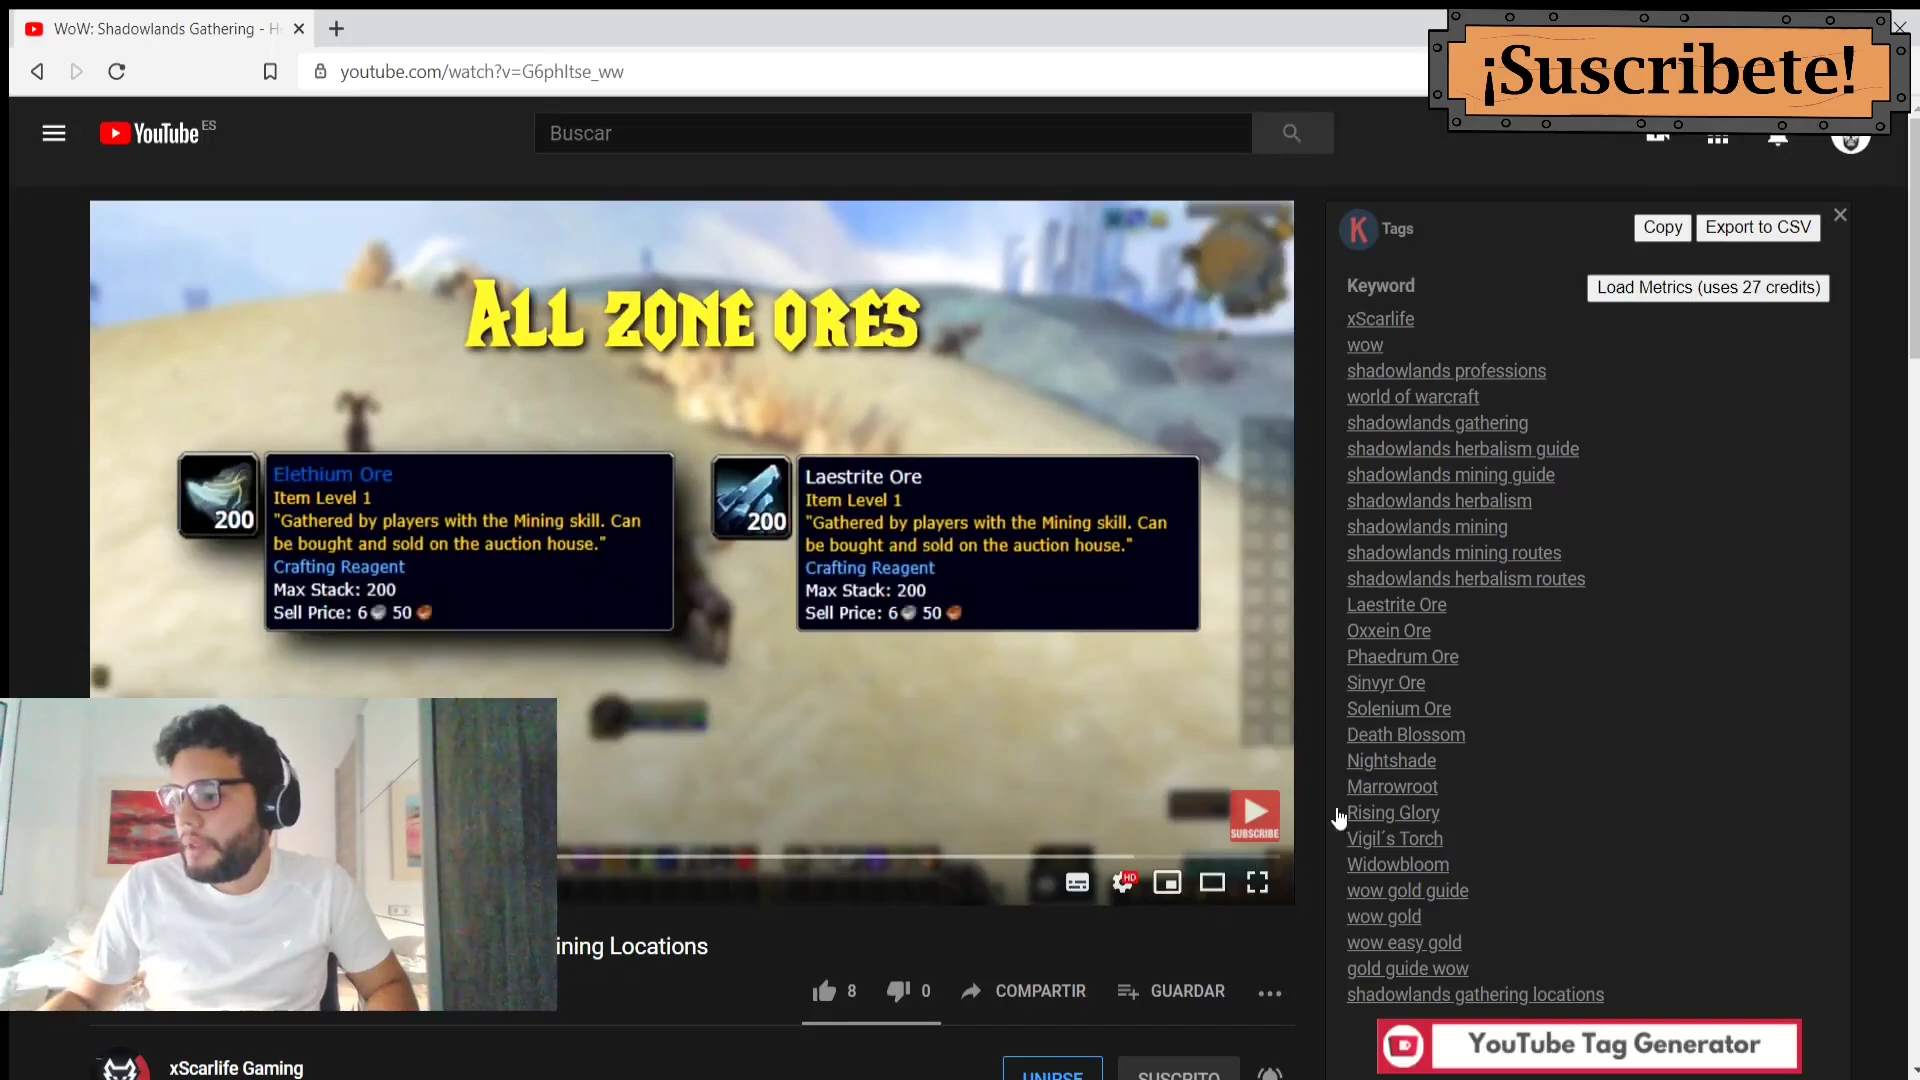 WoW: Shadowlands Gathering - He
youtube.com/watch?v=G6phItse_ww
¡Suscribete!
YouTube ES
Buscar
ALL ZONE ORES
200
Elethium Ore
Item Level 1
"Gathered by players with the Mining skill. Can
be bought and sold on the auction house."
Crafting Reagent
Max Stack: 200
Sell Price: 6 50
200
Laestrite Ore
Item Level 1
"Gathered by players with the Mining skill. Can
be bought and sold on the auction house."
Crafting Reagent
Max Stack: 200
Sell Price: 6 50
SUBSCRIBE
HD
ining Locations
8
0
COMPARTIR
GUARDAR
xScarlife Gaming
UNIRSE
SUSCRITO
K Tags
Copy
Export to CSV
Keyword
Load Metrics (uses 27 credits)
xScarlife
wow
shadowlands professions
world of warcraft
shadowlands gathering
shadowlands herbalism guide
shadowlands mining guide
shadowlands herbalism
shadowlands mining
shadowlands mining routes
shadowlands herbalism routes
Laestrite Ore
Oxxein Ore
Phaedrum Ore
Sinvyr Ore
Solenium Ore
Death Blossom
Nightshade
Marrowroot
Rising Glory
Vigil´s Torch
Widowbloom
wow gold guide
wow gold
wow easy gold
gold guide wow
shadowlands gathering locations
YouTube Tag Generator